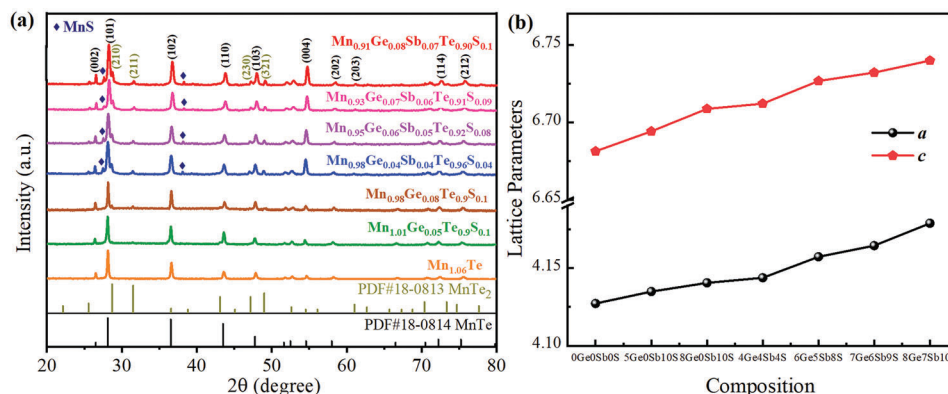 (a)
◆ MnS
(101)
(210)
(002)
(211)
(102)
(110)
(230)
(103)
(321)
(004)
(202)
(203)
(114)
(212)
Mn0.91Ge0.08Sb0.07Te0.90S0.1
Mn0.93Ge0.07Sb0.06Te0.91S0.09
Mn0.95Ge0.06Sb0.05Te0.92S0.08
Mn0.98Ge0.04Sb0.04Te0.96S0.04
Mn0.98Ge0.08Te0.9S0.1
Mn1.01Ge0.05Te0.9S0.1
Mn1.06Te
PDF#18-0813 MnTe2
PDF#18-0814 MnTe
Intensity (a.u.)
20 30 40 50 60 70 80
2θ (degree)
(b)
6.75
6.70
6.65
4.15
4.10
Lattice Parameters
a
c
0Ge0Sb0S 5Ge0Sb10S 8Ge0Sb10S 4Ge4Sb4S 6Ge5Sb8S 7Ge6Sb9S 8Ge7Sb10
Composition